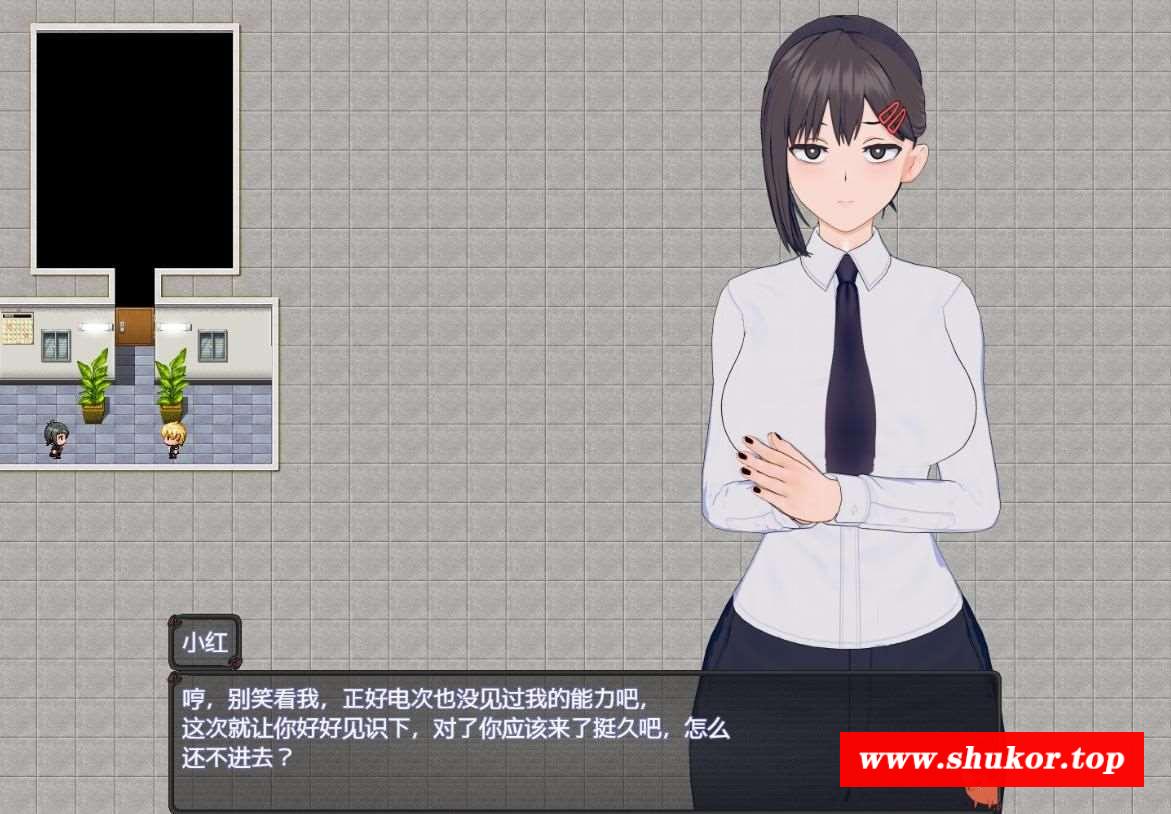 小红
哼，别笑看我，正好电次也没见过我的能力吧，
这次就让你好好见识下，对了你应该来了挺久吧，怎么
还不进去？
www.shukor.top